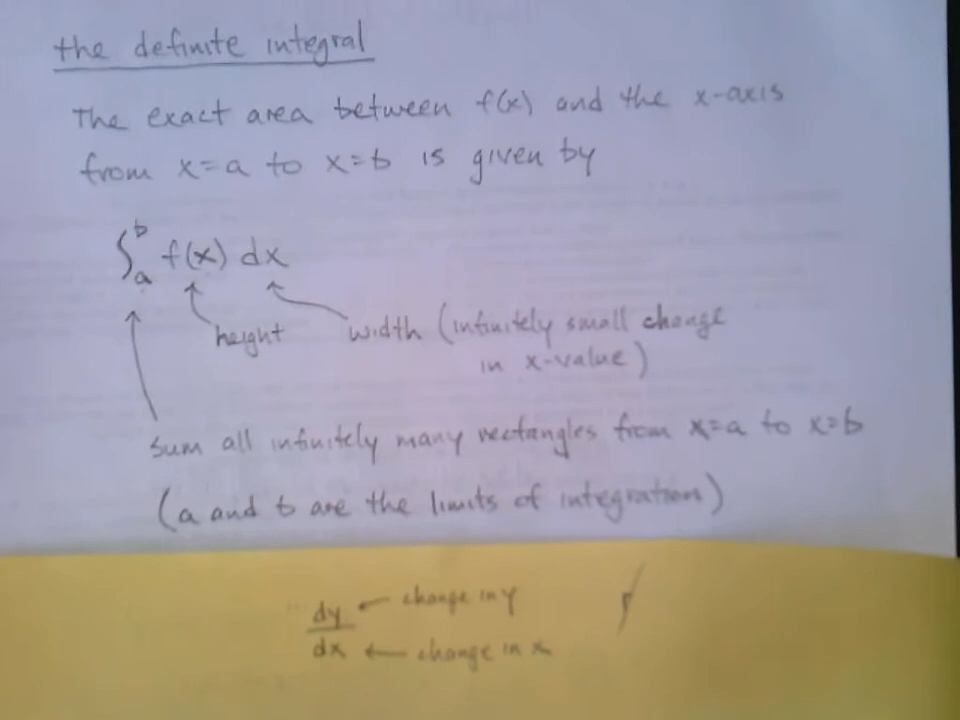 the definite integral
The exact area between f(x) and the x-axis
from x=a to x=b is given by
∫ₐᵇ f(x) dx
height
width (infinitely small change
in x-value)
sum all infinitely many rectangles from x=a to x=b
(a and b are the limits of integration)
dy ← change in y
dx ← change in x